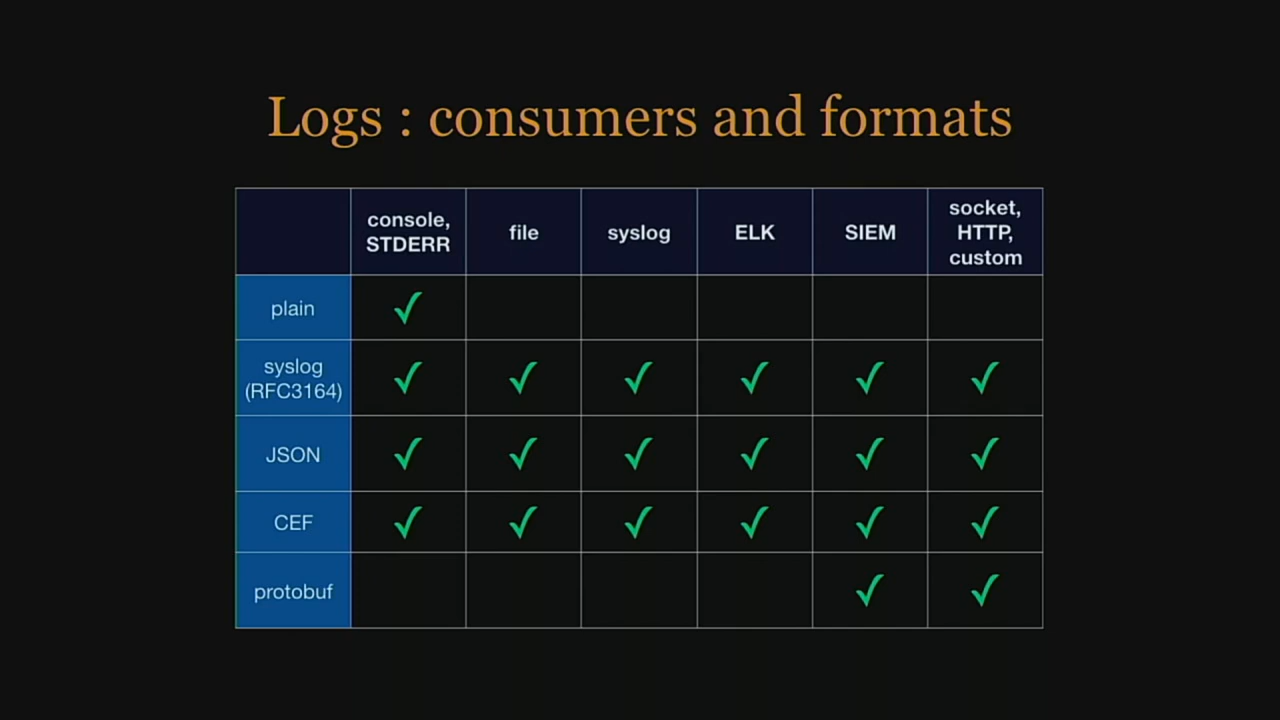 Logs : consumers and formats
console,
STDERR
file
syslog
ELK
SIEM
socket,
HTTP,
custom
plain
✓
syslog
(RFC3164)
✓ ✓ ✓ ✓ ✓ ✓
JSON
✓ ✓ ✓ ✓ ✓ ✓
CEF
✓ ✓ ✓ ✓ ✓ ✓
protobuf
✓ ✓